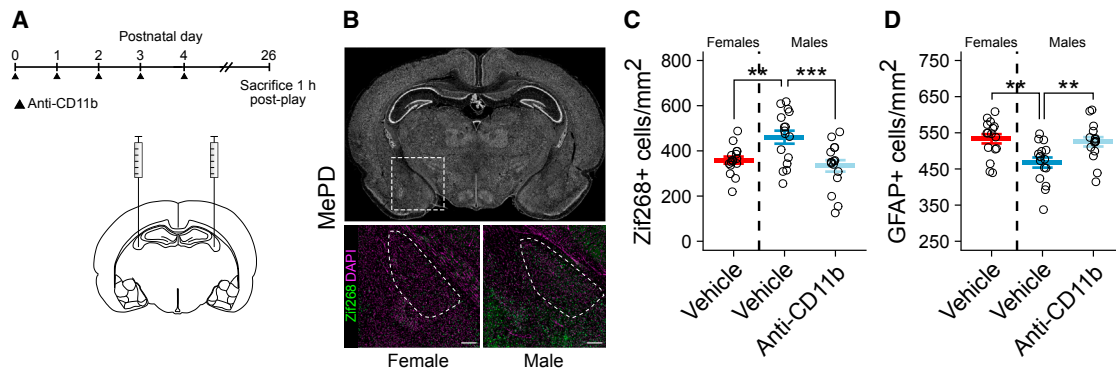 A
Postnatal day
0 1 2 3 4 26
Sacrifice 1 h
post-play
Anti-CD11b
B
MePD
Zif268 DAPI
Female Male
C
Females Males
** ***
Zif268+ cells/mm2
800
600
400
200
0
Vehicle
Vehicle
Anti-CD11b
D
Females Males
** **
GFAP+ cells/mm2
750
650
550
450
350
250
Vehicle
Vehicle
Anti-CD11b